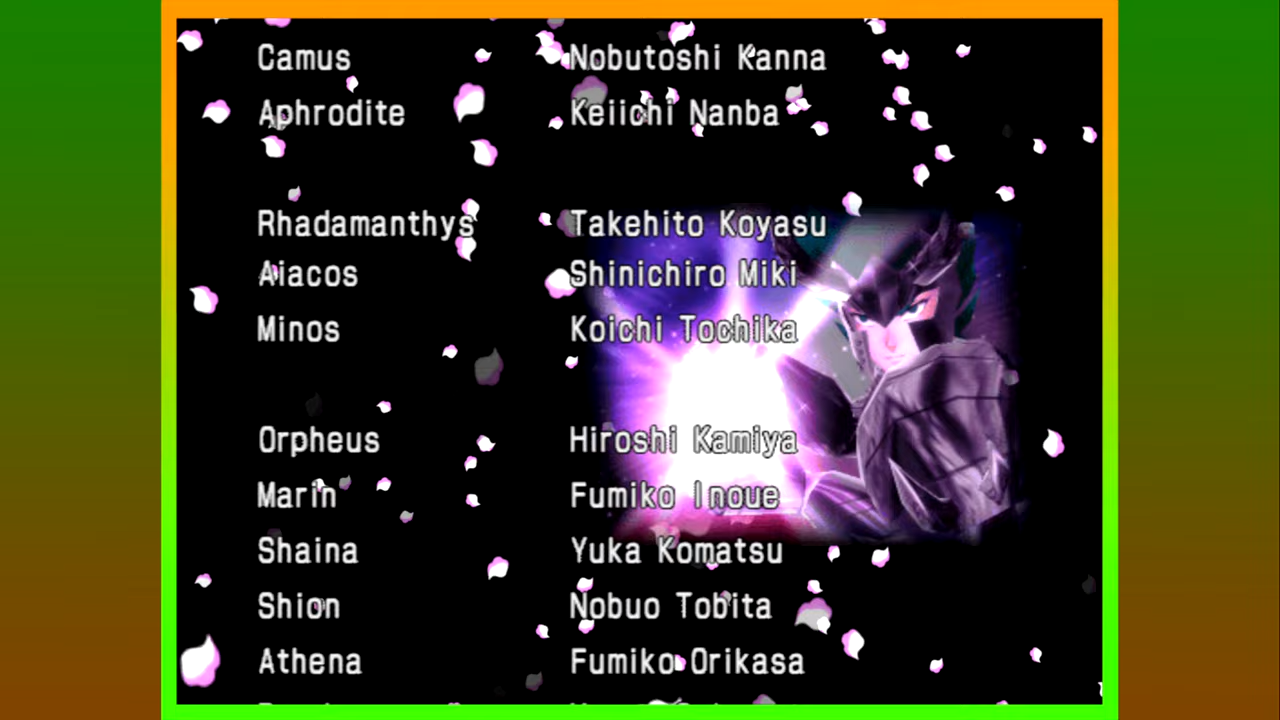 Camus Nobutoshi Kanna
Aphrodite Keiichi Nanba
Rhadamanthys Takehito Koyasu
Aiacos Shinichiro Miki
Minos Koichi Tochika
Orpheus Hiroshi Kamiya
Marin Fumiko Inoue
Shaina Yuka Komatsu
Shion Nobuo Tobita
Athena Fumiko Orikasa